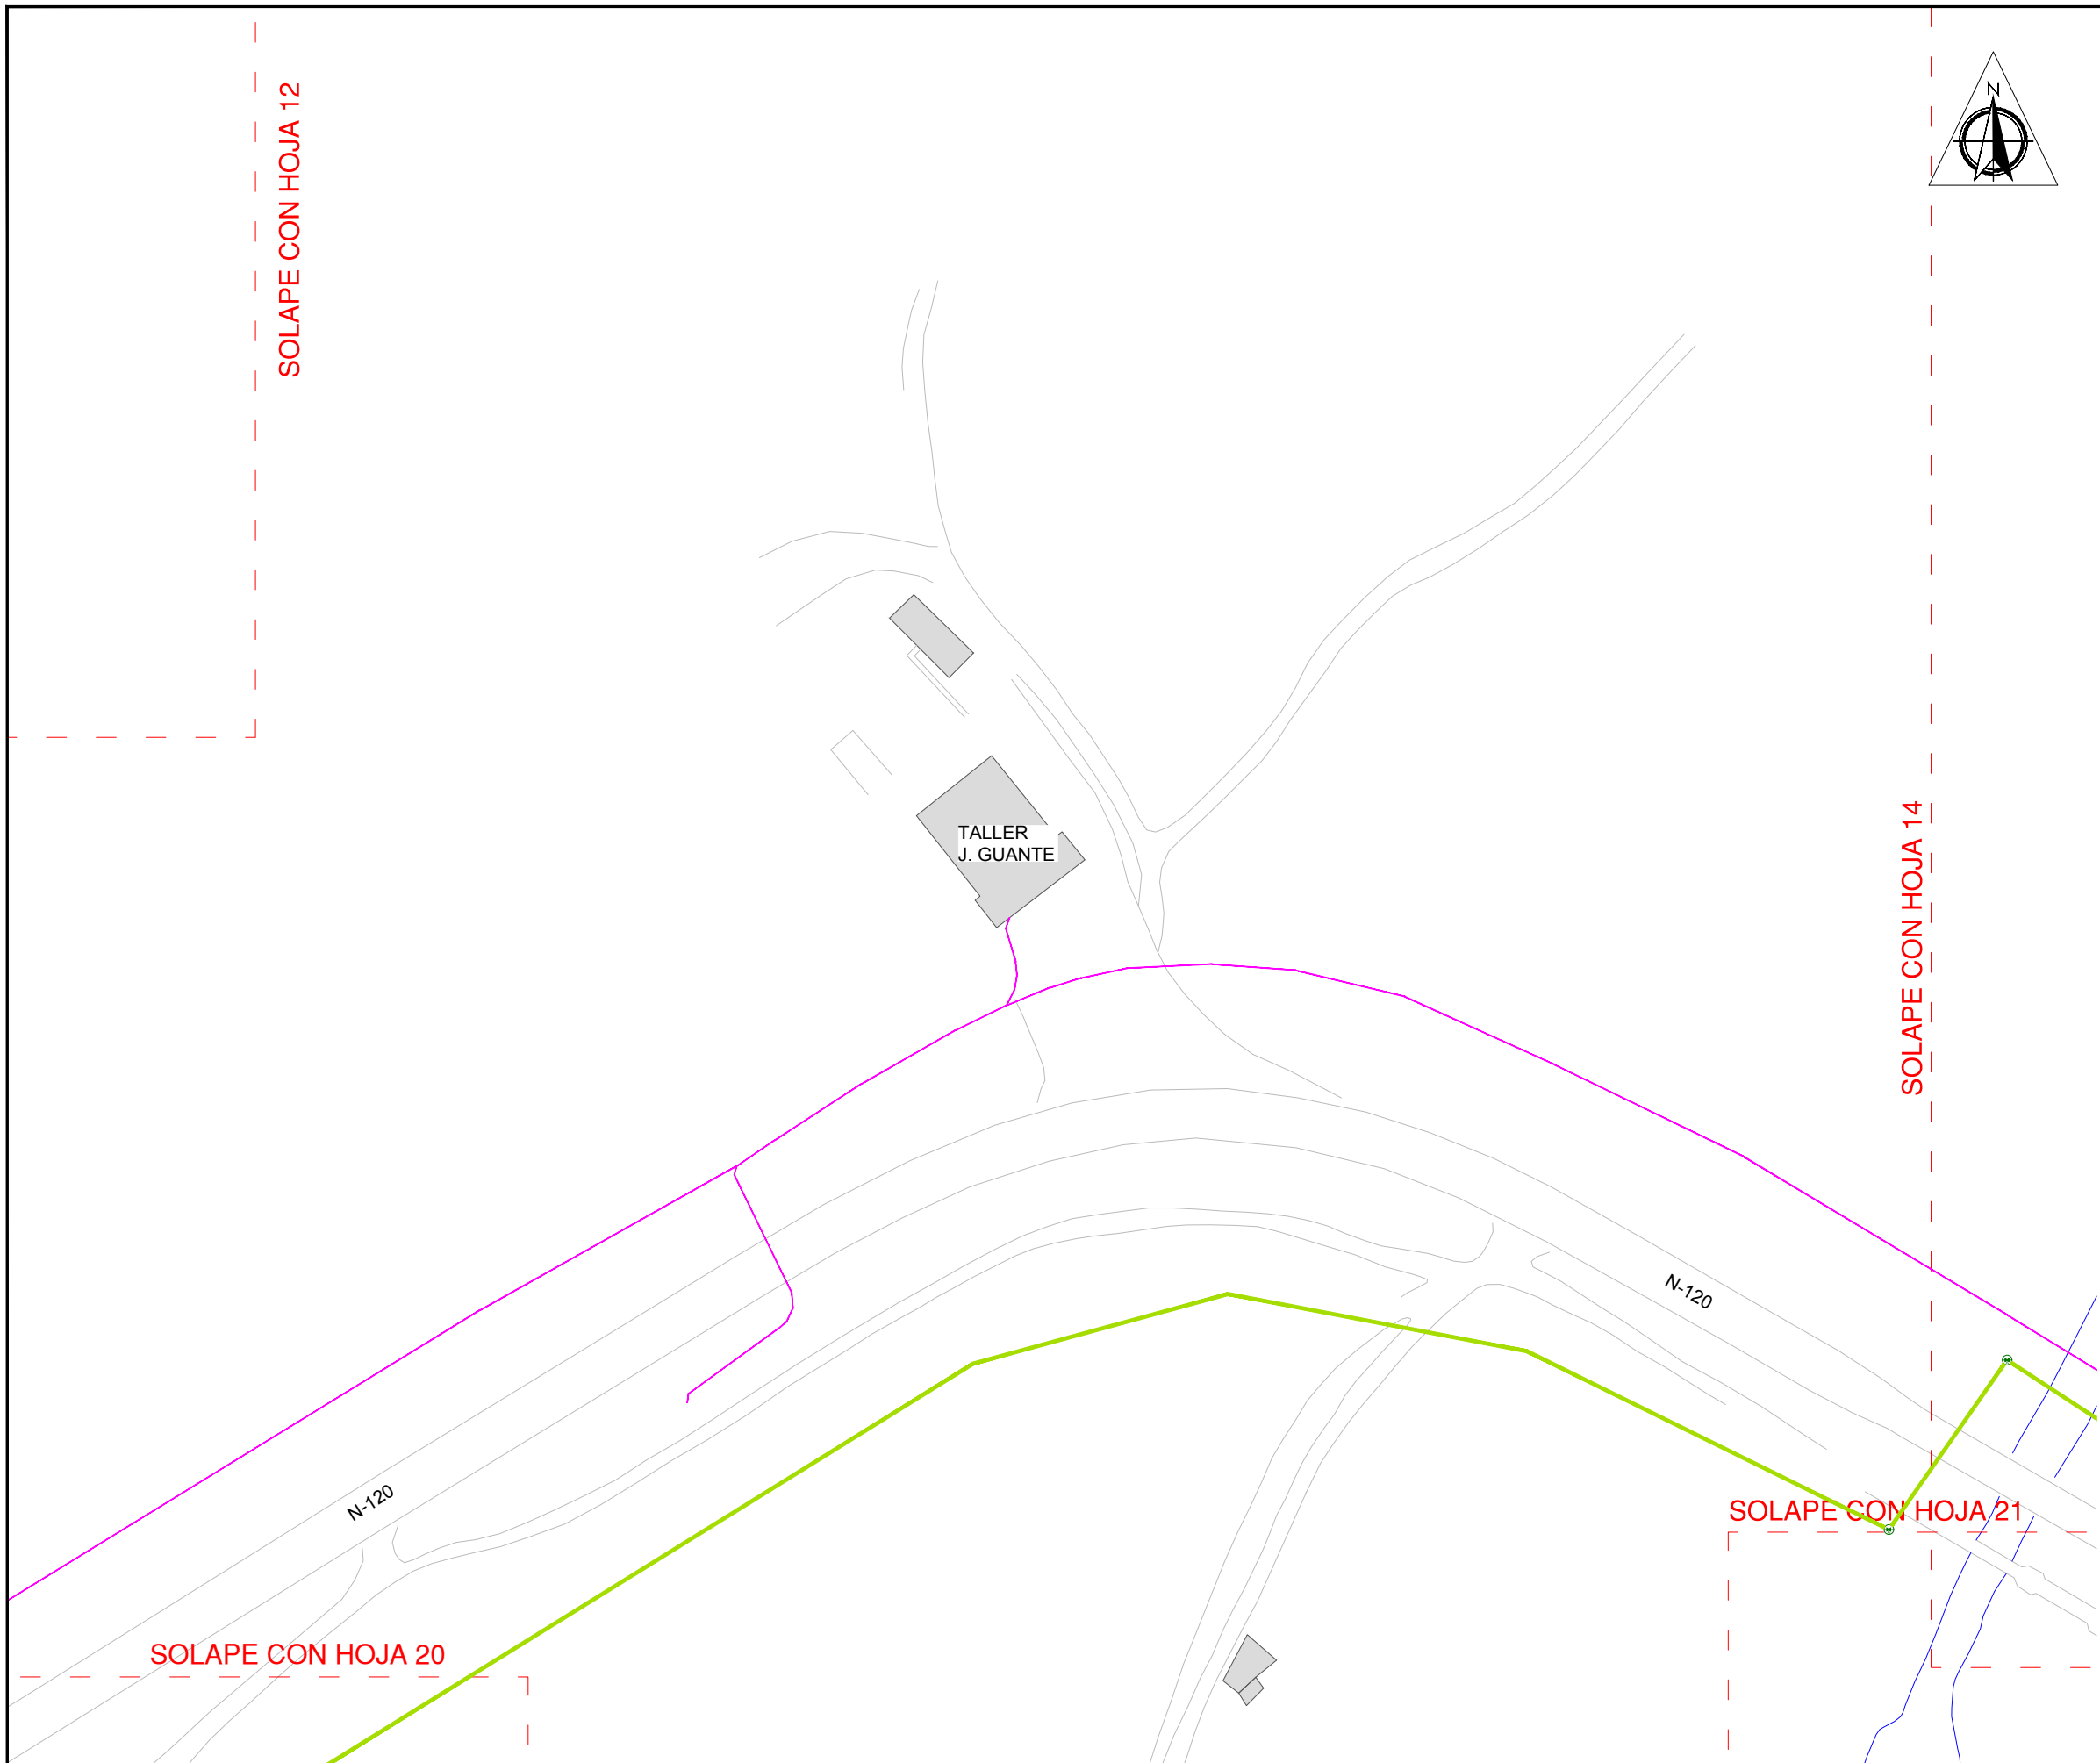 SOLAPE CON HOJA 12
N
TALLER
J. GUANTE
SOLAPE CON HOJA 14
N-120
N-120
SOLAPE CON HOJA 21
SOLAPE CON HOJA 20